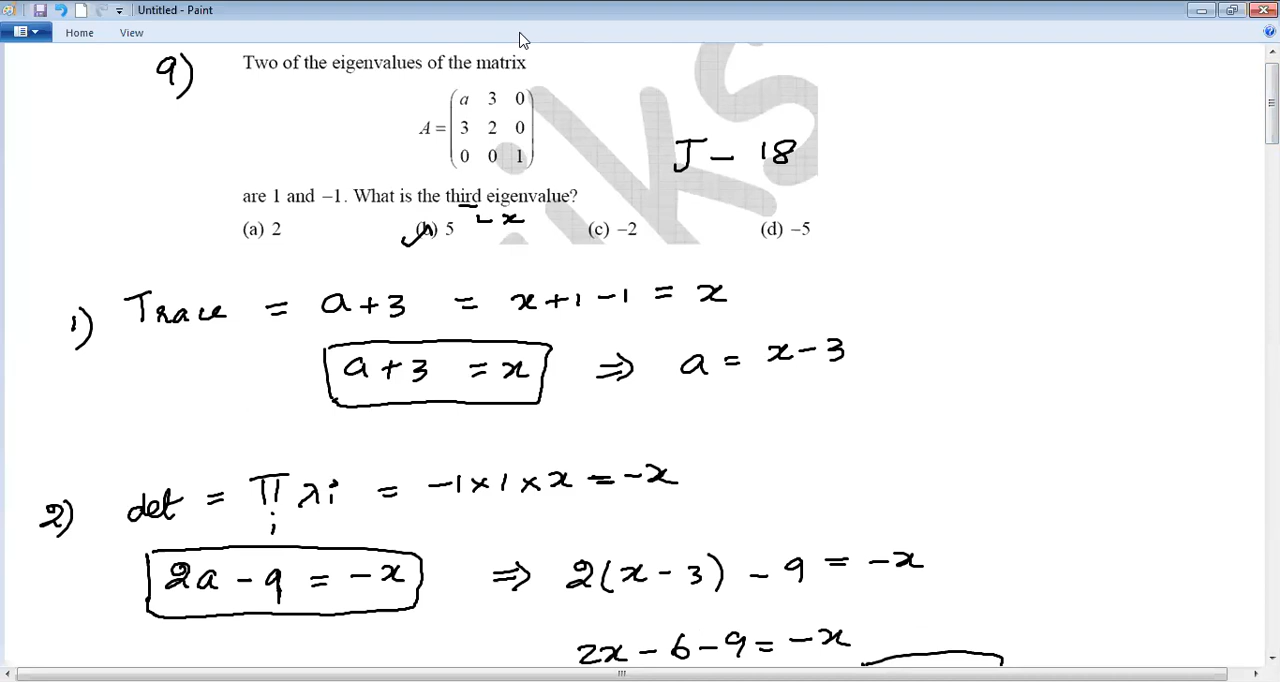 Untitled - Paint
Home View
9) Two of the eigenvalues of the matrix
A = ( a 3 0
3 2 0
0 0 1 )
J - 18
are 1 and −1. What is the third eigenvalue?
x
(a) 2 (b) 5 (c) −2 (d) −5
1) Trace = a + 3 = x + 1 - 1 = x
a + 3 = x ⇒ a = x - 3
2) det = ∏ λi = -1 × 1 × x = -x
i
2a - 9 = -x ⇒ 2(x - 3) - 9 = -x
2x - 6 - 9 = -x